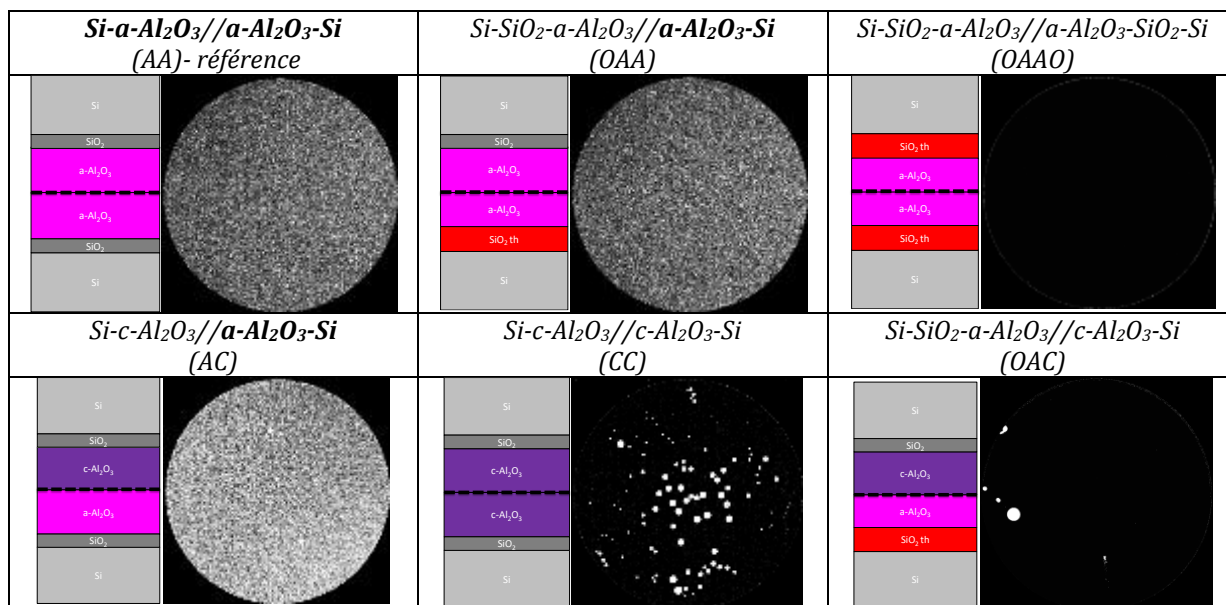 Si-a-Al₂O₃//a-Al₂O₃-Si
(AA)- référence
Si-SiO₂-a-Al₂O₃//a-Al₂O₃-Si
(OAA)
Si-SiO₂-a-Al₂O₃//a-Al₂O₃-SiO₂-Si
(OAAO)
Si
SiO₂
a-Al₂O₃
a-Al₂O₃
SiO₂
Si
Si
SiO₂
a-Al₂O₃
a-Al₂O₃
SiO₂ th
Si
Si
SiO₂ th
a-Al₂O₃
a-Al₂O₃
SiO₂ th
Si
Si-c-Al₂O₃//a-Al₂O₃-Si
(AC)
Si-c-Al₂O₃//c-Al₂O₃-Si
(CC)
Si-SiO₂-a-Al₂O₃//c-Al₂O₃-Si
(OAC)
Si
SiO₂
c-Al₂O₃
a-Al₂O₃
SiO₂
Si
Si
SiO₂
c-Al₂O₃
c-Al₂O₃
SiO₂
Si
Si
SiO₂
c-Al₂O₃
a-Al₂O₃
SiO₂ th
Si